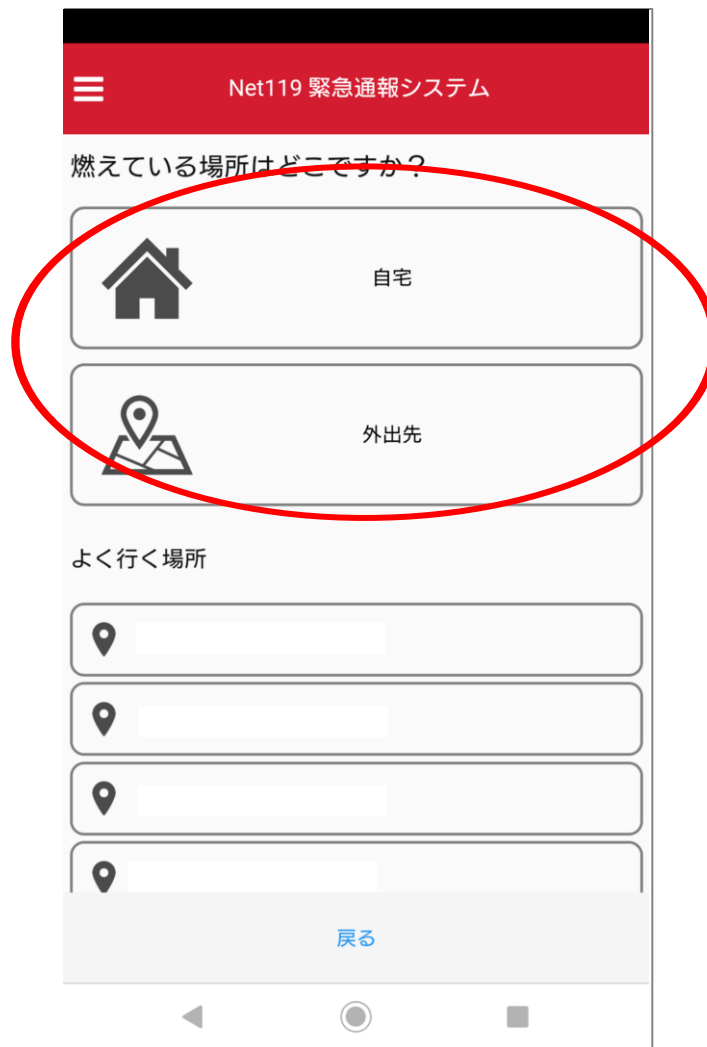 Net119 緊急通報システム
燃えている場所はどこですか？
自宅
外出先
よく行く場所
戻る